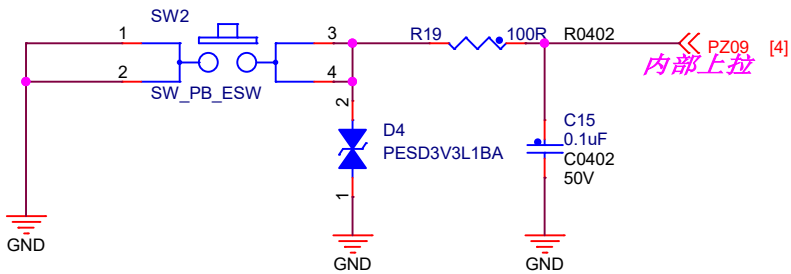 SW2
1
2
SW_PB_ESW
3
4
R19
100R
R0402
PZ09 [4]
内部上拉
2
D4
PESD3V3L1BA
1
C15
0.1uF
C0402
50V
GND
GND
GND